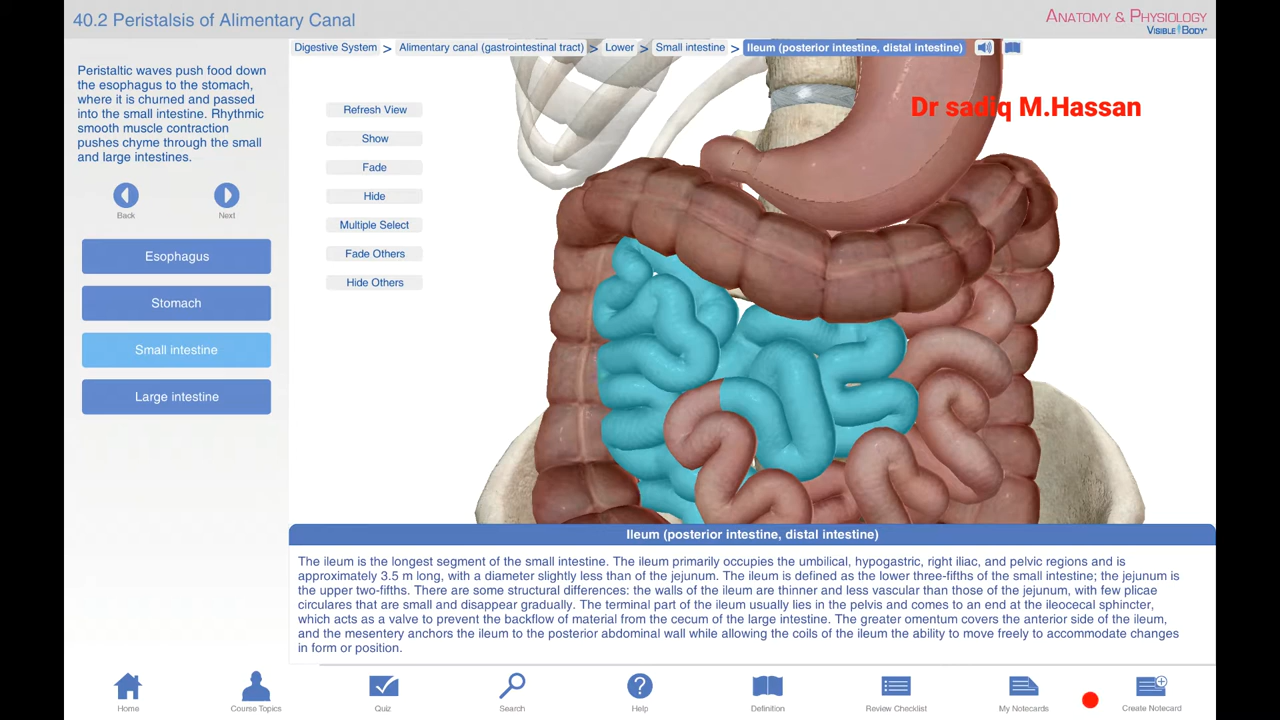 40.2 Peristalsis of Alimentary Canal
ANATOMY & PHYSIOLOGY
VISIBLE BODY®
Digestive System > Alimentary canal (gastrointestinal tract) > Lower > Small intestine > Ileum (posterior intestine, distal intestine)
Peristaltic waves push food down
the esophagus to the stomach,
where it is churned and passed
into the small intestine. Rhythmic
smooth muscle contraction
pushes chyme through the small
and large intestines.
Back
Next
Esophagus
Stomach
Small intestine
Large intestine
Refresh View
Show
Fade
Hide
Multiple Select
Fade Others
Hide Others
Dr sadiq M.Hassan
Ileum (posterior intestine, distal intestine)
The ileum is the longest segment of the small intestine. The ileum primarily occupies the umbilical, hypogastric, right iliac, and pelvic regions and is
approximately 3.5 m long, with a diameter slightly less than of the jejunum. The ileum is defined as the lower three-fifths of the small intestine; the jejunum is
the upper two-fifths. There are some structural differences: the walls of the ileum are thinner and less vascular than those of the jejunum, with few plicae
circulares that are small and disappear gradually. The terminal part of the ileum usually lies in the pelvis and comes to an end at the ileocecal sphincter,
which acts as a valve to prevent the backflow of material from the cecum of the large intestine. The greater omentum covers the anterior side of the ileum,
and the mesentery anchors the ileum to the posterior abdominal wall while allowing the coils of the ileum the ability to move freely to accommodate changes
in form or position.
Home
Course Topics
Quiz
Search
Help
Definition
Review Checklist
My Notecards
Create Notecard